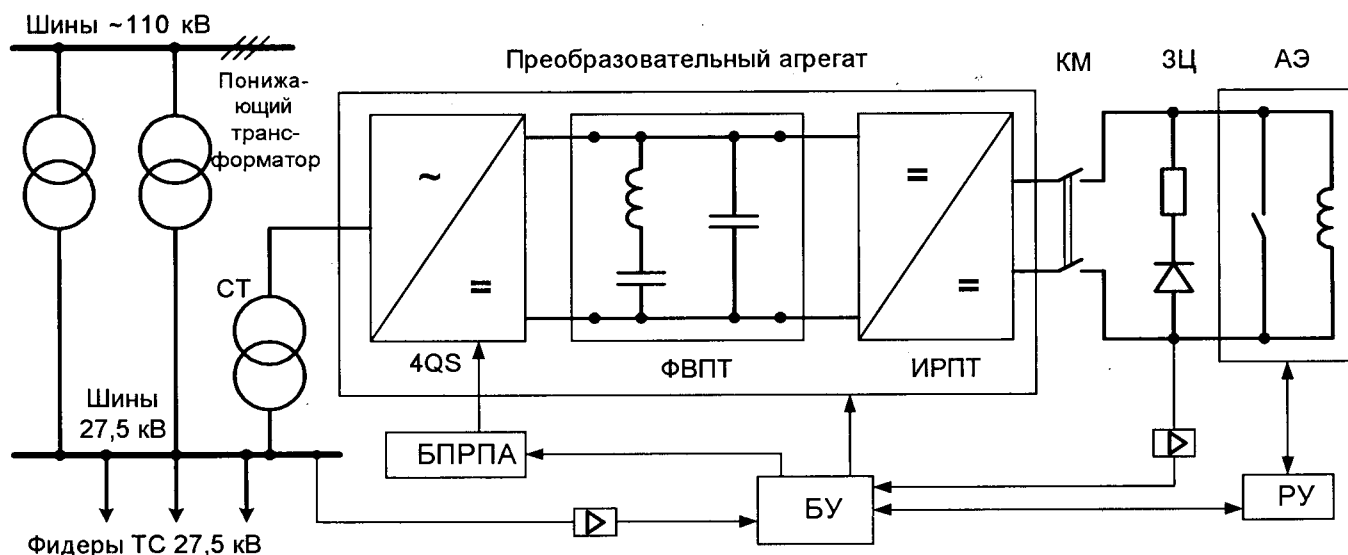 Шины ~110 кВ
Понижа-
ющий
транс-
форматор
Преобразовательный агрегат
КМ
ЗЦ
АЭ
~
=
=
=
СТ
4QS
ФВПТ
ИРПТ
Шины
27,5 кВ
БПРПА
БУ
РУ
Фидеры ТС 27,5 кВ